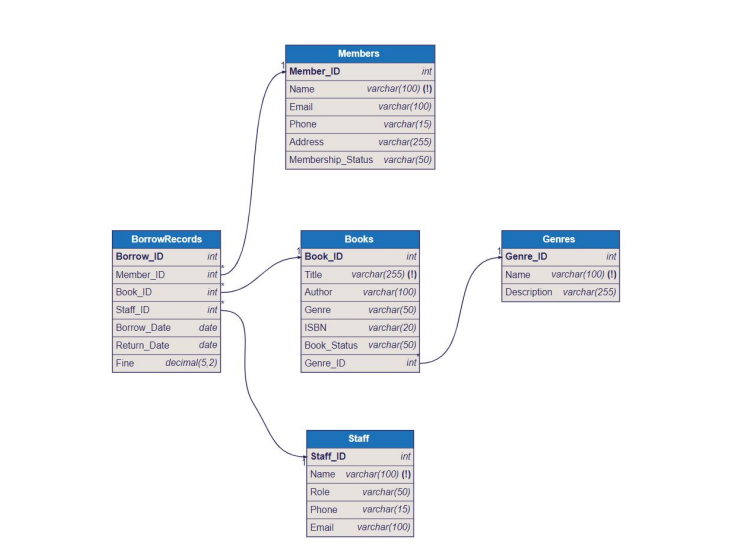 Members
1
Member_ID int
Name varchar(100) (!)
Email varchar(100)
Phone varchar(15)
Address varchar(255)
Membership_Status varchar(50)
BorrowRecords
Borrow_ID int
Member_ID int *
Book_ID int *
Staff_ID int *
Borrow_Date date
Return_Date date
Fine decimal(5,2)
Books
1
Book_ID int
Title varchar(255) (!)
Author varchar(100)
Genre varchar(50)
ISBN varchar(20)
Book_Status varchar(50)
Genre_ID int *
Genres
1
Genre_ID int
Name varchar(100) (!)
Description varchar(255)
Staff
Staff_ID int
1
Name varchar(100) (!)
Role varchar(50)
Phone varchar(15)
Email varchar(100)